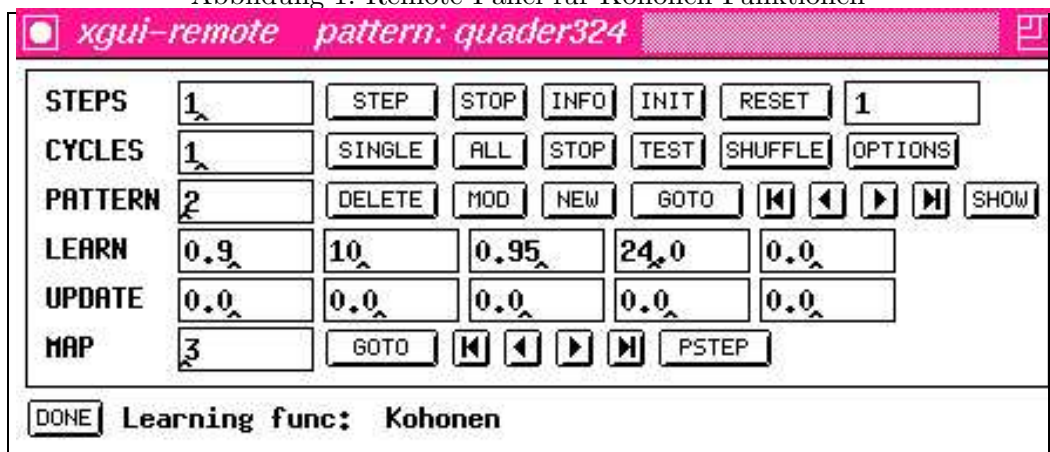 Abbildung 1: Remote Panel für Kohonen Funktionen
xgui-remote pattern: quader324
STEPS 1 STEP STOP INFO INIT RESET 1
CYCLES 1 SINGLE ALL STOP TEST SHUFFLE OPTIONS
PATTERN 2 DELETE MOD NEW GOTO SHOW
LEARN 0.9 10 0.95 24.0 0.0
UPDATE 0.0 0.0 0.0 0.0 0.0
MAP 3 GOTO PSTEP
DONE Learning func: Kohonen